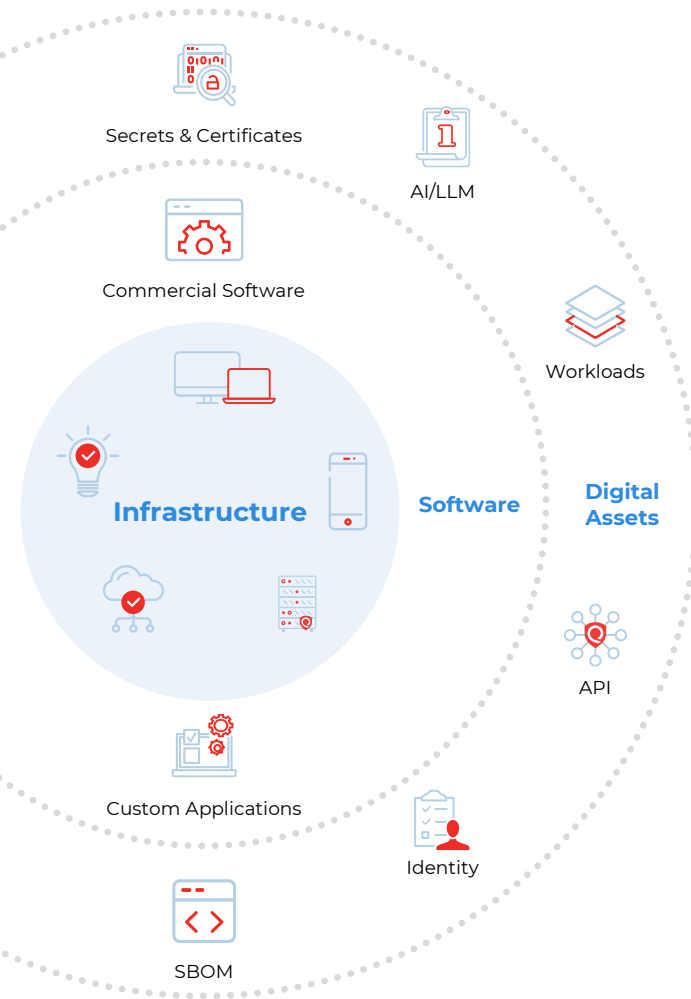 Secrets & Certificates
AI/LLM
Commercial Software
Workloads
Infrastructure
Software
Digital
Assets
API
Custom Applications
Identity
SBOM